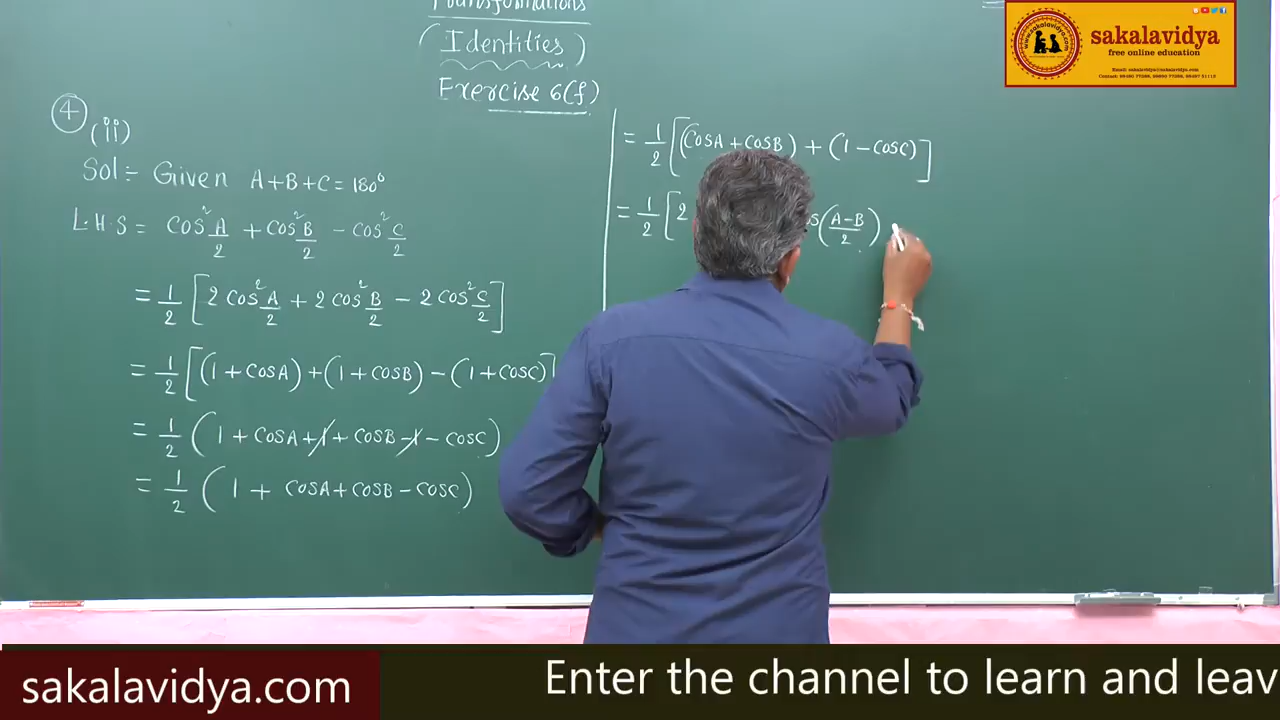 Transformations
(Identities)
Exercise 6(f)
④ (ii)
Sol:- Given A+B+C = 180°
L.H.S = cos² A/2 + cos² B/2 - cos² C/2
= 1/2 [2 cos² A/2 + 2 cos² B/2 - 2 cos² C/2]
= 1/2 [(1 + cosA) + (1 + cosB) - (1 + cosC)]
= 1/2 (1 + cosA + 1 + cosB - 1 - cosC)
= 1/2 (1 + cosA + cosB - cosC)
= 1/2 [(cosA + cosB) + (1 - cosC)]
= 1/2 [2 cos((A-B)/2)
sakalavidya
free online education
sakalavidya.com
Enter the channel to learn and leav